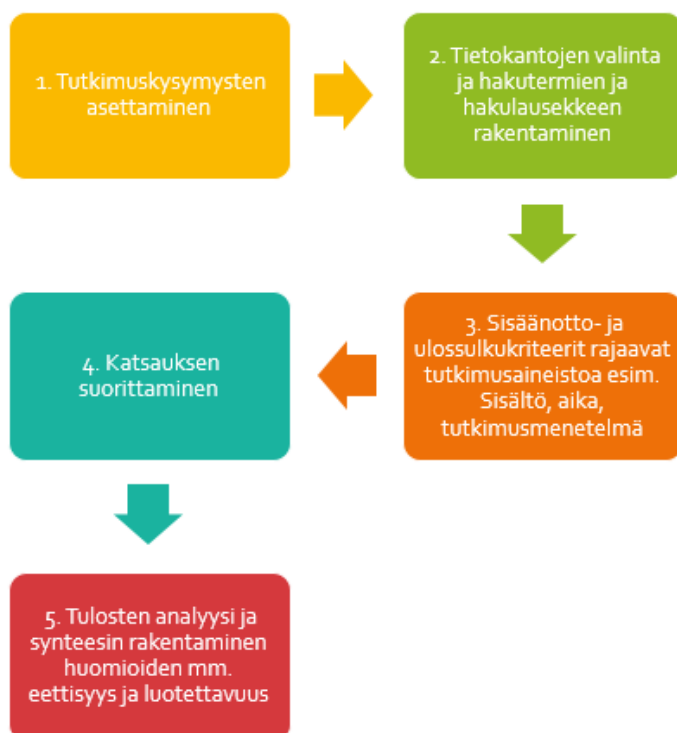 1. Tutkimuskysymysten
asettaminen
2. Tietokantojen valinta
ja hakutermien ja
hakulausekkeen
rakentaminen
3. Sisäänotto- ja
ulossulkukriteerit rajaavat
tutkimusaineistoa esim.
Sisältö, aika,
tutkimusmenetelmä
4. Katsauksen
suorittaminen
5. Tulosten analyysi ja
synteesin rakentaminen
huomioiden mm.
eettisyys ja luotettavuus